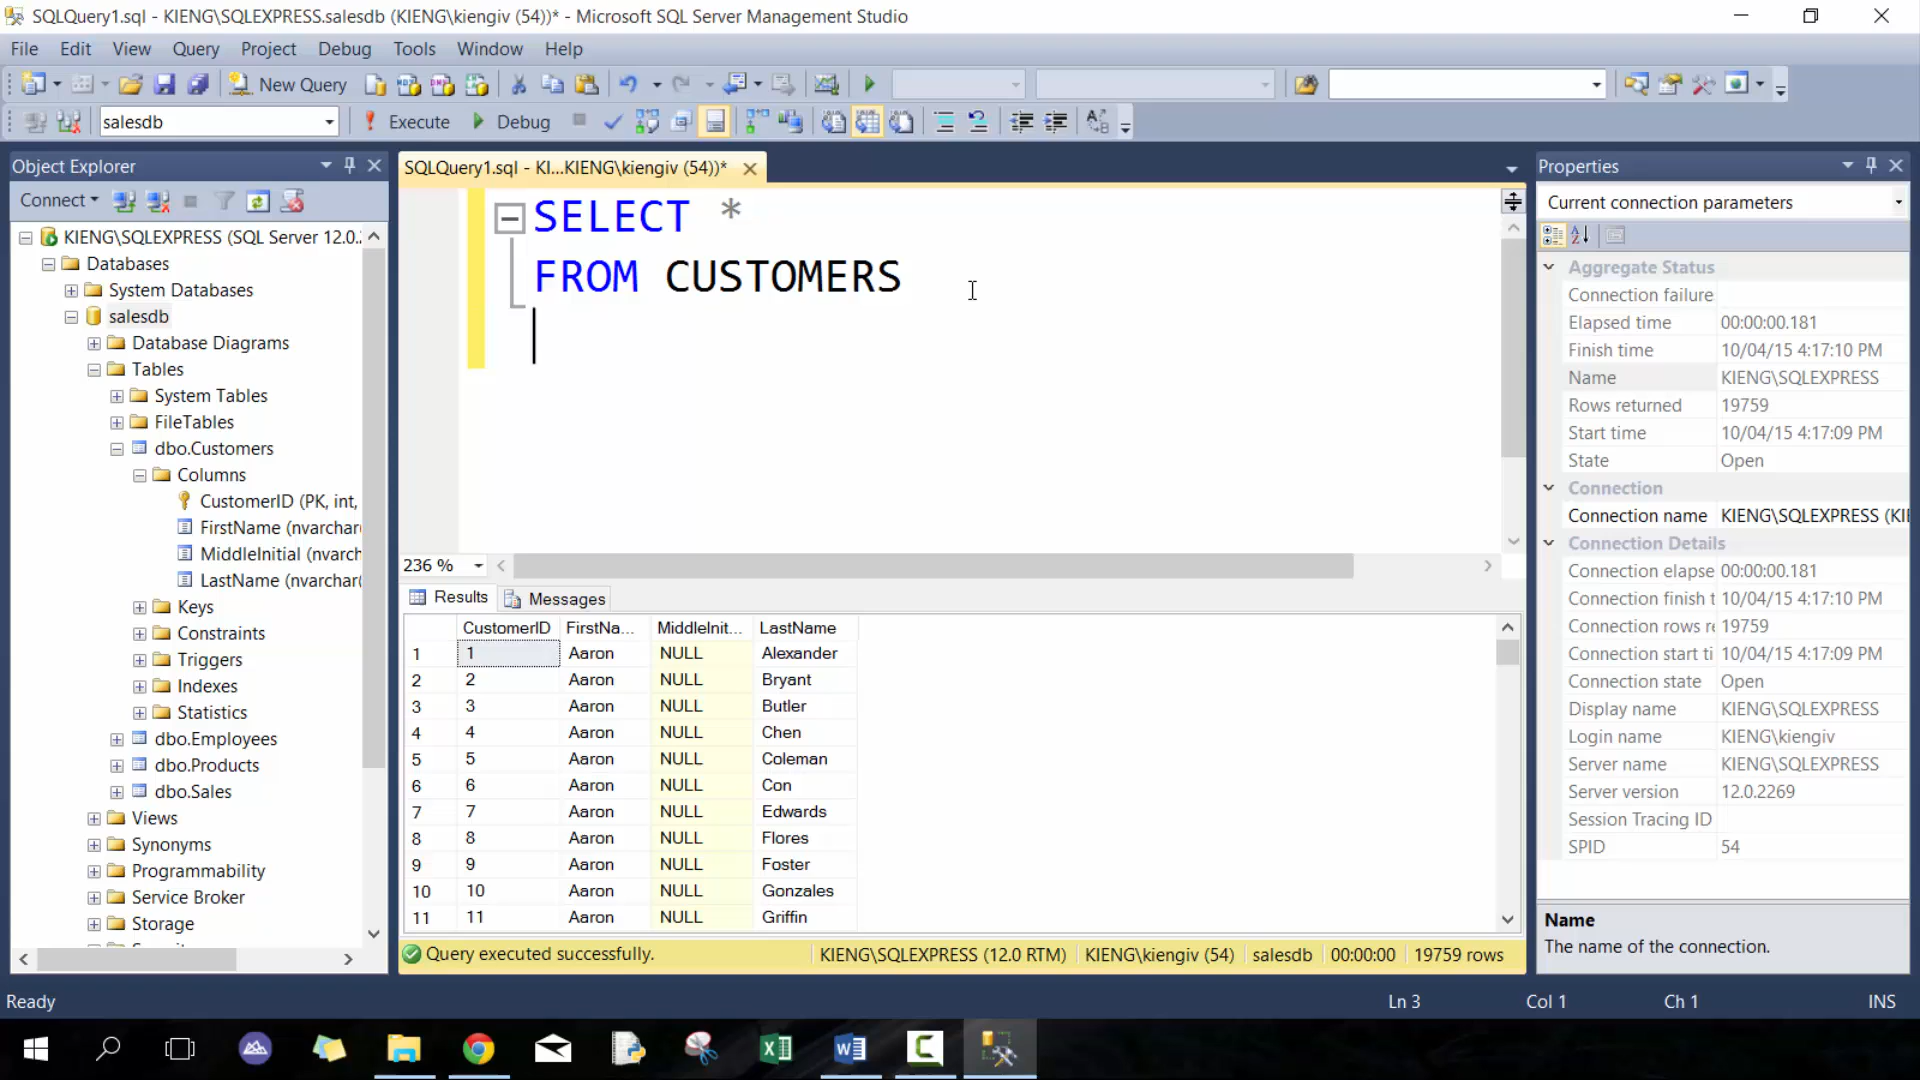 SQLQuery1.sql - KIENG\SQLEXPRESS.salesdb (KIENG\kiengiv (54))* - Microsoft SQL Server Management Studio
File Edit View Query Project Debug Tools Window Help
New Query
salesdb Execute Debug
Object Explorer
Connect
KIENG\SQLEXPRESS (SQL Server 12.0.
Databases
System Databases
salesdb
Database Diagrams
Tables
System Tables
FileTables
dbo.Customers
Columns
CustomerID (PK, int,
FirstName (nvarchar
MiddleInitial (nvarch
LastName (nvarchar(
Keys
Constraints
Triggers
Indexes
Statistics
dbo.Employees
dbo.Products
dbo.Sales
Views
Synonyms
Programmability
Service Broker
Storage
SQLQuery1.sql - KI...KIENG\kiengiv (54))*
SELECT *
FROM CUSTOMERS
236 %
Results Messages
CustomerID FirstNa... MiddleInit... LastName
1 1 Aaron NULL Alexander
2 2 Aaron NULL Bryant
3 3 Aaron NULL Butler
4 4 Aaron NULL Chen
5 5 Aaron NULL Coleman
6 6 Aaron NULL Con
7 7 Aaron NULL Edwards
8 8 Aaron NULL Flores
9 9 Aaron NULL Foster
10 10 Aaron NULL Gonzales
11 11 Aaron NULL Griffin
Query executed successfully. KIENG\SQLEXPRESS (12.0 RTM) KIENG\kiengiv (54) salesdb 00:00:00 19759 rows
Properties
Current connection parameters
Aggregate Status
Connection failure
Elapsed time 00:00:00.181
Finish time 10/04/15 4:17:10 PM
Name KIENG\SQLEXPRESS
Rows returned 19759
Start time 10/04/15 4:17:09 PM
State Open
Connection
Connection name KIENG\SQLEXPRESS (KI
Connection Details
Connection elapse 00:00:00.181
Connection finish t 10/04/15 4:17:10 PM
Connection rows r 19759
Connection start ti 10/04/15 4:17:09 PM
Connection state Open
Display name KIENG\SQLEXPRESS
Login name KIENG\kiengiv
Server name KIENG\SQLEXPRESS
Server version 12.0.2269
Session Tracing ID
SPID 54
Name
The name of the connection.
Ready Ln 3 Col 1 Ch 1 INS